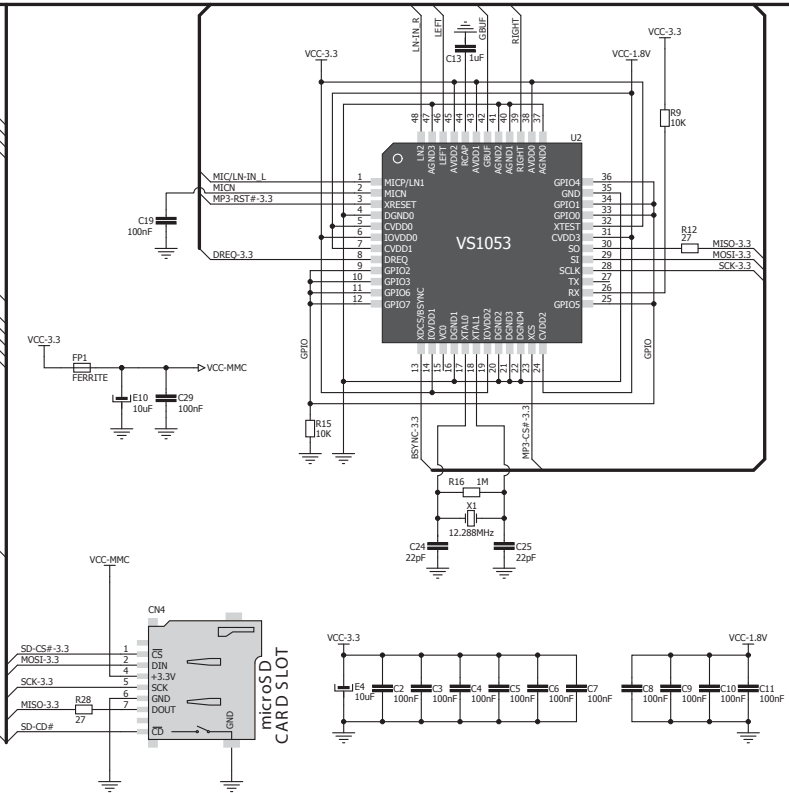 LN-IN_R
LEFT
GBUF
RIGHT
VCC-3.3
C13
1uF
VCC-1.8V
VCC-3.3
R9
10K
48
47
46
45
44
43
42
41
40
39
38
37
U2
LN2
AGND3
LEFT
AVDD2
RCAP
AVDD1
GBUF
AGND2
AGND1
RIGHT
AVDD0
AGND0
MIC/LN-IN_L 1 MICP/LN1
MICN 2 MICN
MP3-RST#-3.3 3 XRESET
4 DGND0
5 CVDD0
6 IOVDD0
7 CVDD1
DREQ-3.3 8 DREQ
9 GPIO2
10 GPIO3
11 GPIO6
12 GPIO7
C19
100nF
VS1053
GPIO4 36
GND 35
GPIO1 34
GPIO0 33
XTEST 32
CVDD3 31
SO 30
SI 29
SCLK 28
TX 27
RX 26
GPIO5 25
R12
27
MISO-3.3
MOSI-3.3
SCK-3.3
XDCS/BSYNC
IOVDD1
VC0
DGND1
XTAL0
XTAL1
IOVDD2
DGND2
DGND3
DGND4
XCS
CVDD2
13
14
15
16
17
18
19
20
21
22
23
24
GPIO
GPIO
VCC-3.3
FP1
FERRITE
VCC-MMC
E10
10uF
C29
100nF
R15
10K
BSYNC-3.3
MP3-CS#-3.3
R16 1M
X1
12.288MHz
C24
22pF
C25
22pF
VCC-MMC
CN4
SD-CS#-3.3 1 CS
MOSI-3.3 2 DIN
4 +3.3V
SCK-3.3 5 SCK
6 GND
MISO-3.3 R28 7 DOUT
27
SD-CD# CD
GND
microSD
CARD SLOT
VCC-3.3
E4
10uF
C2
100nF
C3
100nF
C4
100nF
C5
100nF
C6
100nF
C7
100nF
VCC-1.8V
C8
100nF
C9
100nF
C10
100nF
C11
100nF